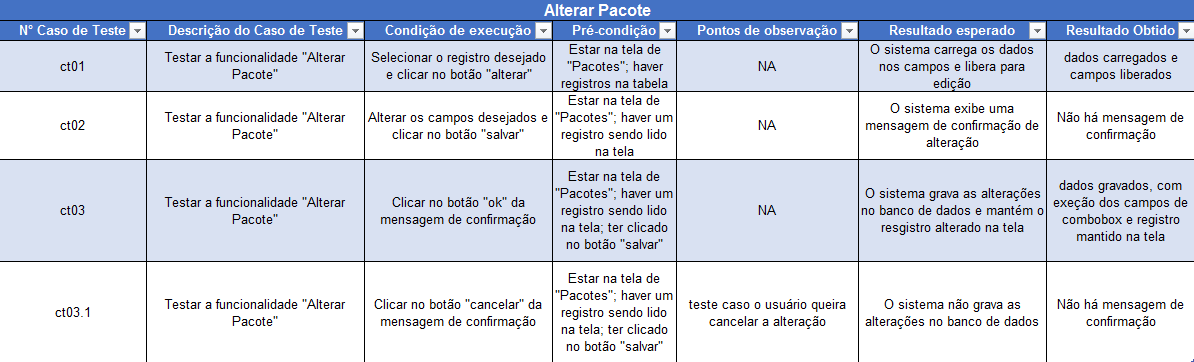 Alterar Pacote
N° Caso de Teste
Descrição do Caso de Teste
Condição de execução
Pré-condição
Pontos de observação
Resultado esperado
Resultado Obtido
ct01
Testar a funcionalidade "Alterar
Pacote"
Selecionar o registro desejado
e clicar no botão "alterar"
Estar na tela de
"Pacotes"; haver
registros na tabela
NA
O sistema carrega os dados
nos campos e libera para
edição
dados carregados e
campos liberados
ct02
Testar a funcionalidade "Alterar
Pacote"
Alterar os campos desejados e
clicar no botão "salvar"
Estar na tela de
"Pacotes"; haver um
registro sendo lido
na tela
NA
O sistema exibe uma
mensagem de confirmação de
alteração
Não há mensagem de
confirmação
ct03
Testar a funcionalidade "Alterar
Pacote"
Clicar no botão "ok" da
mensagem de confirmação
Estar na tela de
"Pacotes"; haver um
registro sendo lido
na tela; ter clicado
no botão "salvar"
NA
O sistema grava as alterações
no banco de dados e mantém o
resgistro alterado na tela
dados gravados, com
exeção dos campos de
combobox e registro
mantido na tela
ct03.1
Testar a funcionalidade "Alterar
Pacote"
Clicar no botão "cancelar" da
mensagem de confirmação
Estar na tela de
"Pacotes"; haver um
registro sendo lido
na tela; ter clicado
no botão "salvar"
teste caso o usuário queira
cancelar a alteração
O sistema não grava as
alterações no banco de dados
Não há mensagem de
confirmação